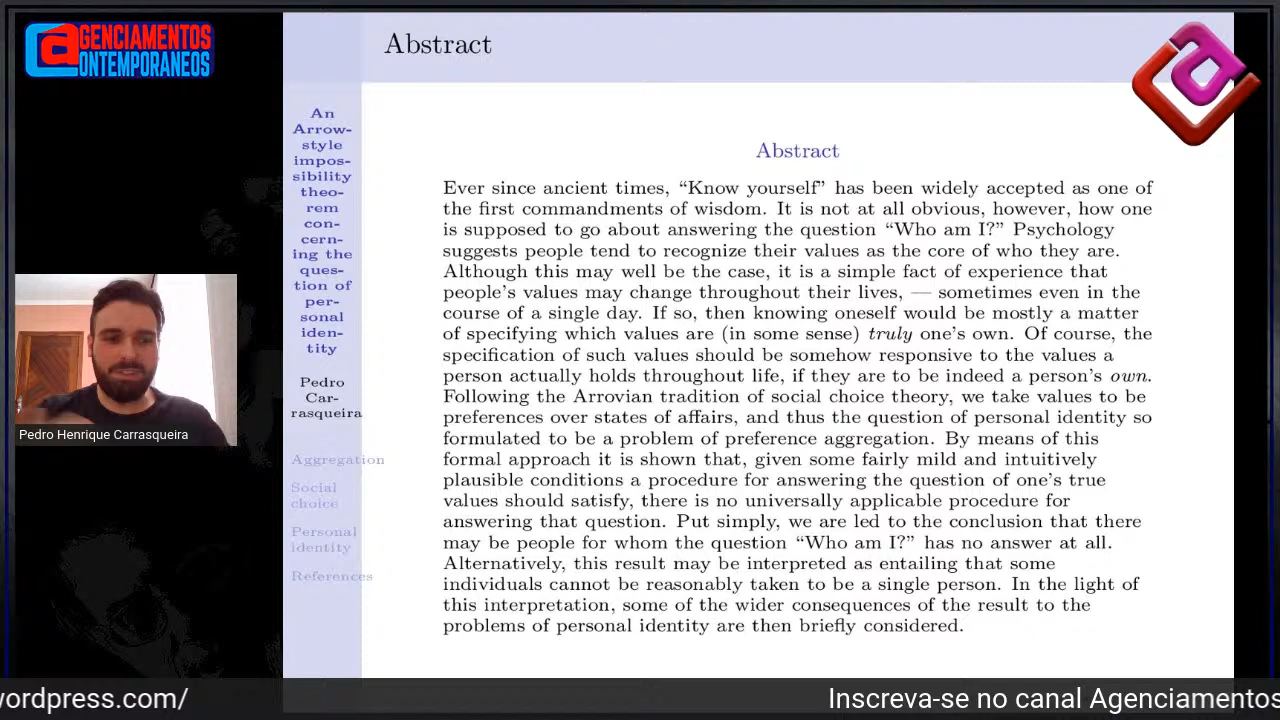 AGENCIAMENTOS
CONTEMPORANEOS
Abstract
An
Arrow-
style
impos-
sibility
theo-
rem
con-
cern-
ing the
ques-
tion of
per-
sonal
iden-
tity
Pedro
Car-
rasqueira
Aggregation
Social
choice
Personal
identity
References
Abstract
Ever since ancient times, “Know yourself” has been widely accepted as one of
the first commandments of wisdom. It is not at all obvious, however, how one
is supposed to go about answering the question “Who am I?” Psychology
suggests people tend to recognize their values as the core of who they are.
Although this may well be the case, it is a simple fact of experience that
people’s values may change throughout their lives, — sometimes even in the
course of a single day. If so, then knowing oneself would be mostly a matter
of specifying which values are (in some sense) truly one’s own. Of course, the
specification of such values should be somehow responsive to the values a
person actually holds throughout life, if they are to be indeed a person’s own.
Following the Arrovian tradition of social choice theory, we take values to be
preferences over states of affairs, and thus the question of personal identity so
formulated to be a problem of preference aggregation. By means of this
formal approach it is shown that, given some fairly mild and intuitively
plausible conditions a procedure for answering the question of one’s true
values should satisfy, there is no universally applicable procedure for
answering that question. Put simply, we are led to the conclusion that there
may be people for whom the question “Who am I?” has no answer at all.
Alternatively, this result may be interpreted as entailing that some
individuals cannot be reasonably taken to be a single person. In the light of
this interpretation, some of the wider consequences of the result to the
problems of personal identity are then briefly considered.
Pedro Henrique Carrasqueira
wordpress.com/
Inscreva-se no canal Agenciamentos